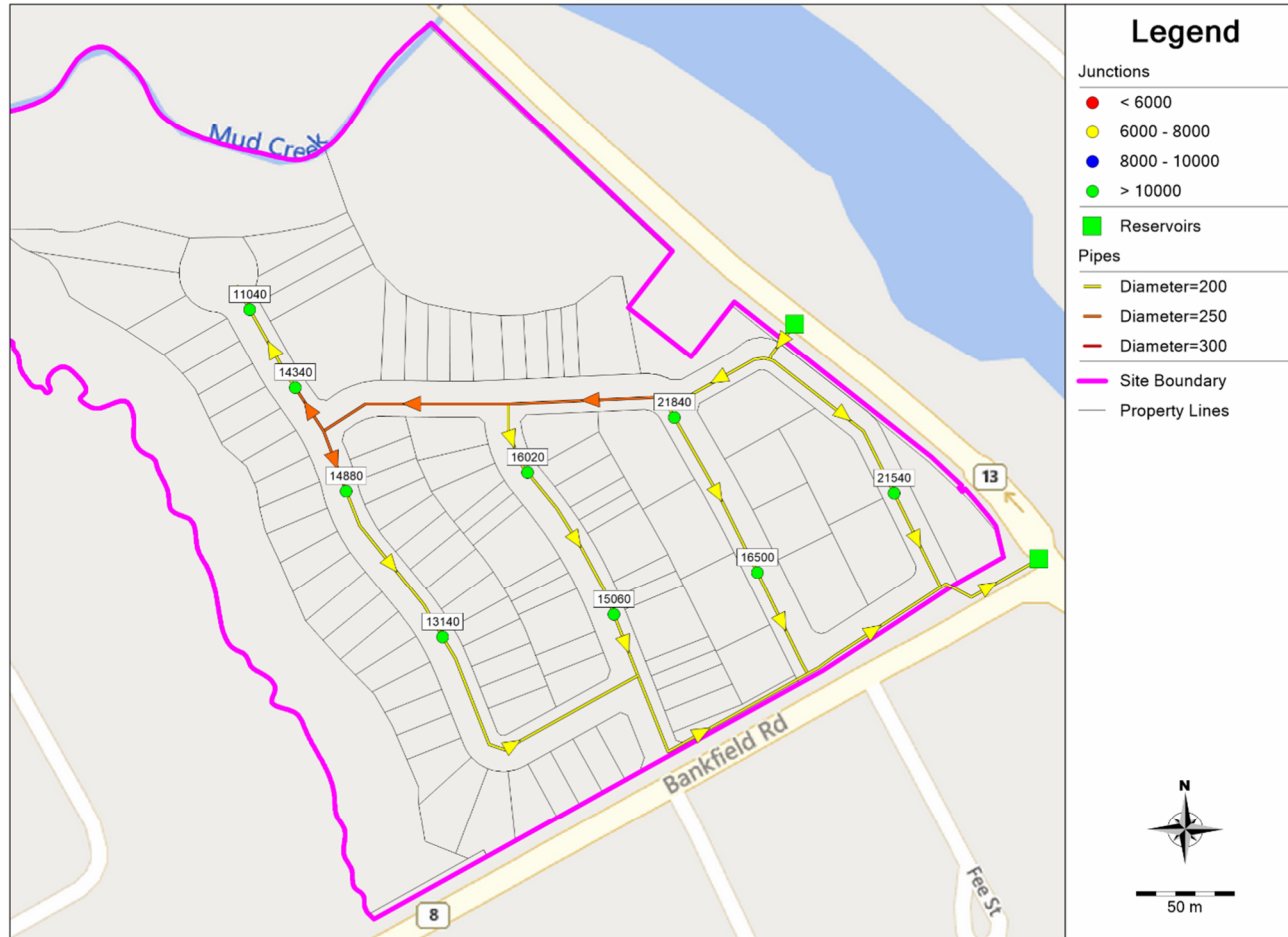 Legend
Junctions
< 6000
6000 - 8000
8000 - 10000
> 10000
Reservoirs
Pipes
Diameter=200
Diameter=250
Diameter=300
Site Boundary
Property Lines
Mud Creek
11040
14340
21840
16020
14880
21540
13
16500
15060
13140
Bankfield Rd
Fee St
8
N
50 m